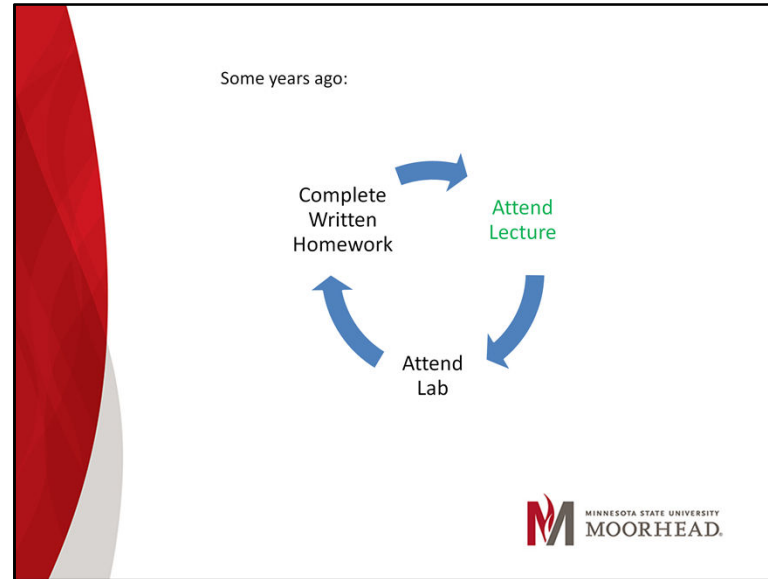 Some years ago:
Complete
Written
Homework
Attend
Lecture
Attend
Lab
MINNESOTA STATE UNIVERSITY
MOORHEAD.